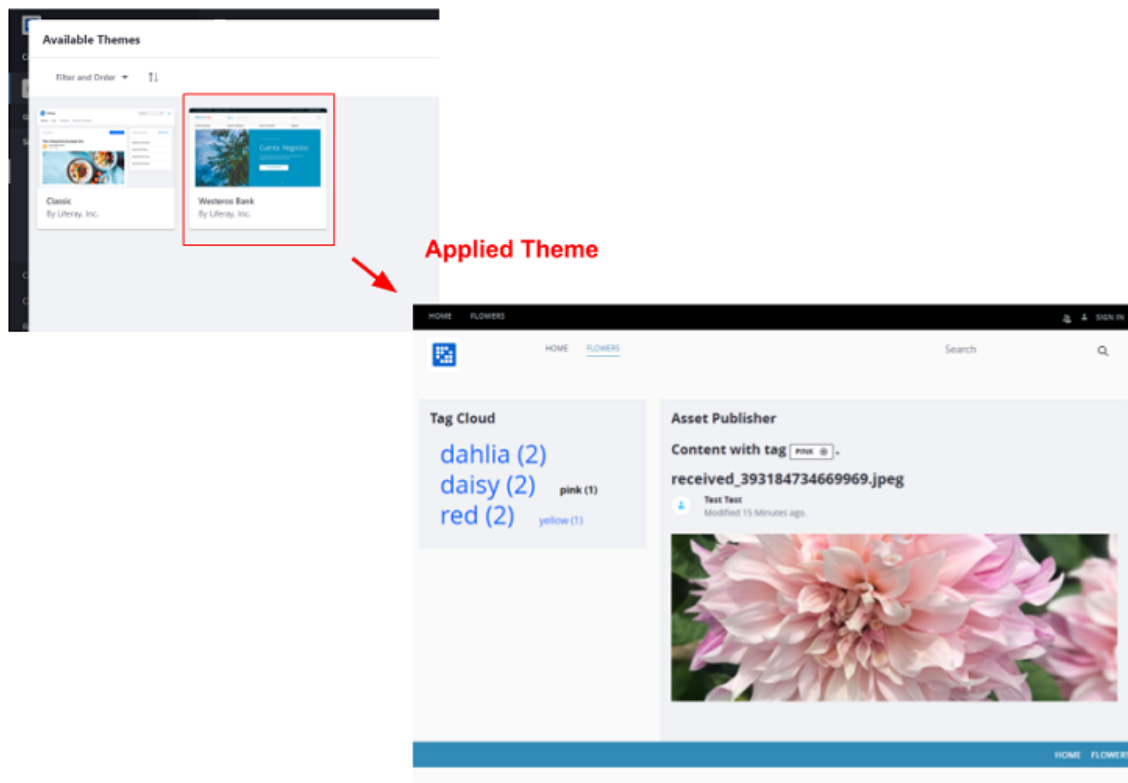 Available Themes
Filter and Order
Classic
By Liferay, Inc.
Westeros Bank
By Liferay, Inc.
Cuenta Negocios
Applied Theme
HOME FLOWERS
SIGN IN
HOME FLOWERS
Search
Tag Cloud
dahlia (2)
daisy (2) pink (1)
red (2) yellow (1)
Asset Publisher
Content with tag PINK .
received_393184734669969.jpeg
Test Test
Modified 15 Minutes ago.
HOME FLOWERS